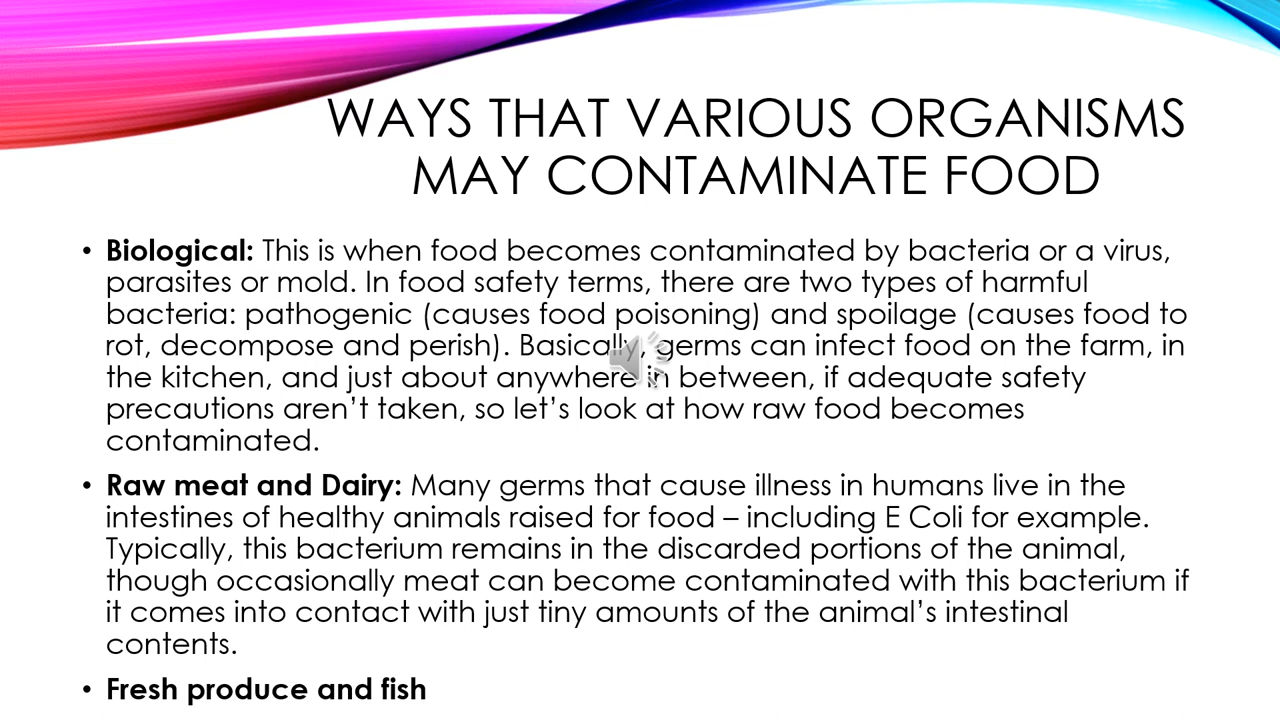 WAYS THAT VARIOUS ORGANISMS
MAY CONTAMINATE FOOD
• Biological: This is when food becomes contaminated by bacteria or a virus,
parasites or mold. In food safety terms, there are two types of harmful
bacteria: pathogenic (causes food poisoning) and spoilage (causes food to
rot, decompose and perish). Basically, germs can infect food on the farm, in
the kitchen, and just about anywhere in between, if adequate safety
precautions aren’t taken, so let’s look at how raw food becomes
contaminated.
• Raw meat and Dairy: Many germs that cause illness in humans live in the
intestines of healthy animals raised for food – including E Coli for example.
Typically, this bacterium remains in the discarded portions of the animal,
though occasionally meat can become contaminated with this bacterium if
it comes into contact with just tiny amounts of the animal’s intestinal
contents.
• Fresh produce and fish